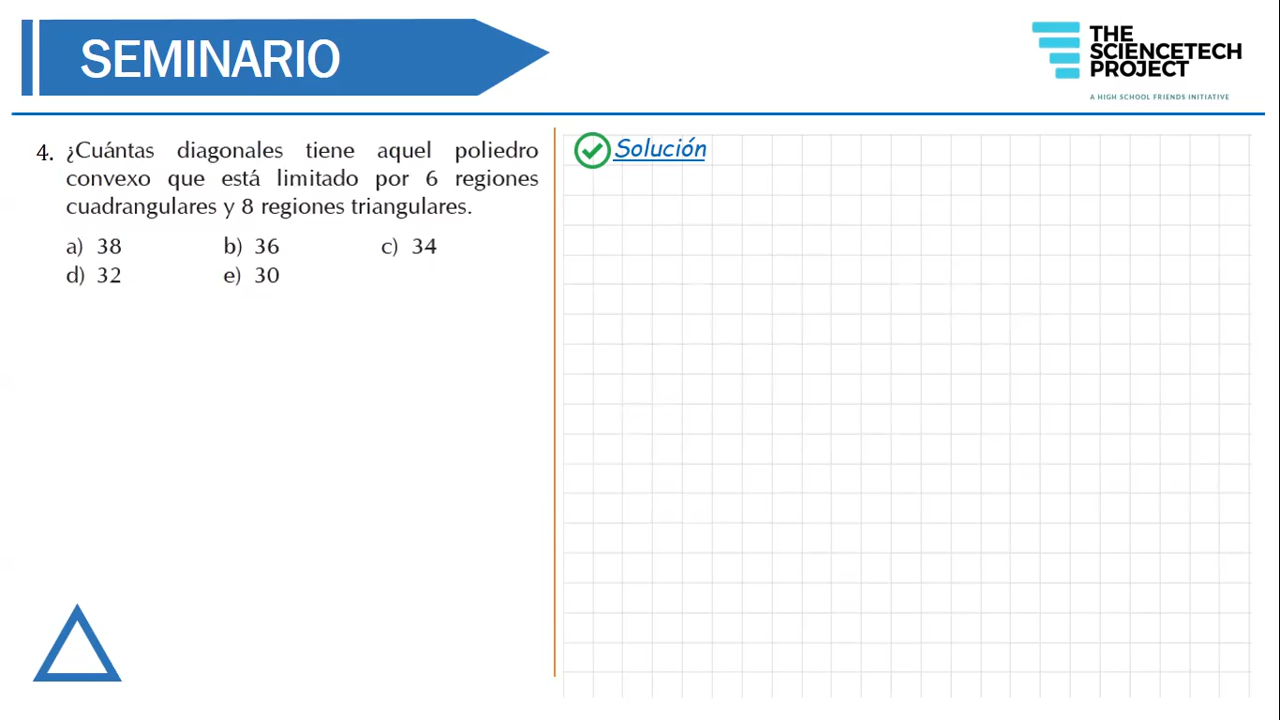 SEMINARIO
THE
SCIENCETECH
PROJECT
A HIGH SCHOOL FRIENDS INITIATIVE
4. ¿Cuántas diagonales tiene aquel poliedro
convexo que está limitado por 6 regiones
cuadrangulares y 8 regiones triangulares.
a) 38 b) 36 c) 34
d) 32 e) 30
Solución